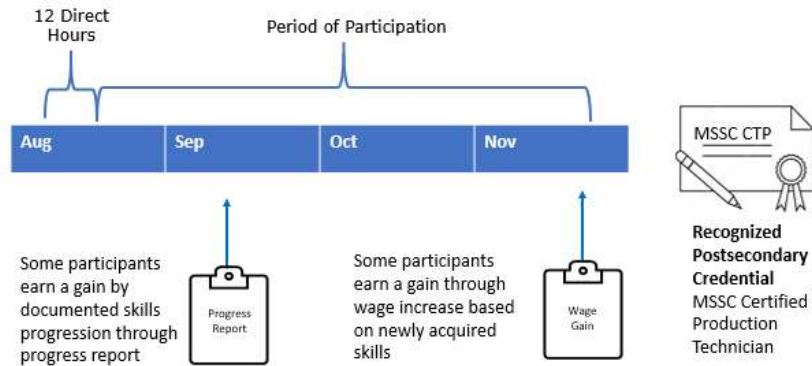 12 Direct
Hours
Period of Participation
Aug
Sep
Oct
Nov
MSSC CTP
Some participants
earn a gain by
documented skills
progression through
progress report
Progress
Report
Some participants
earn a gain through
wage increase based
on newly acquired
skills
Wage
Gain
Recognized
Postsecondary
Credential
MSSC Certified
Production
Technician